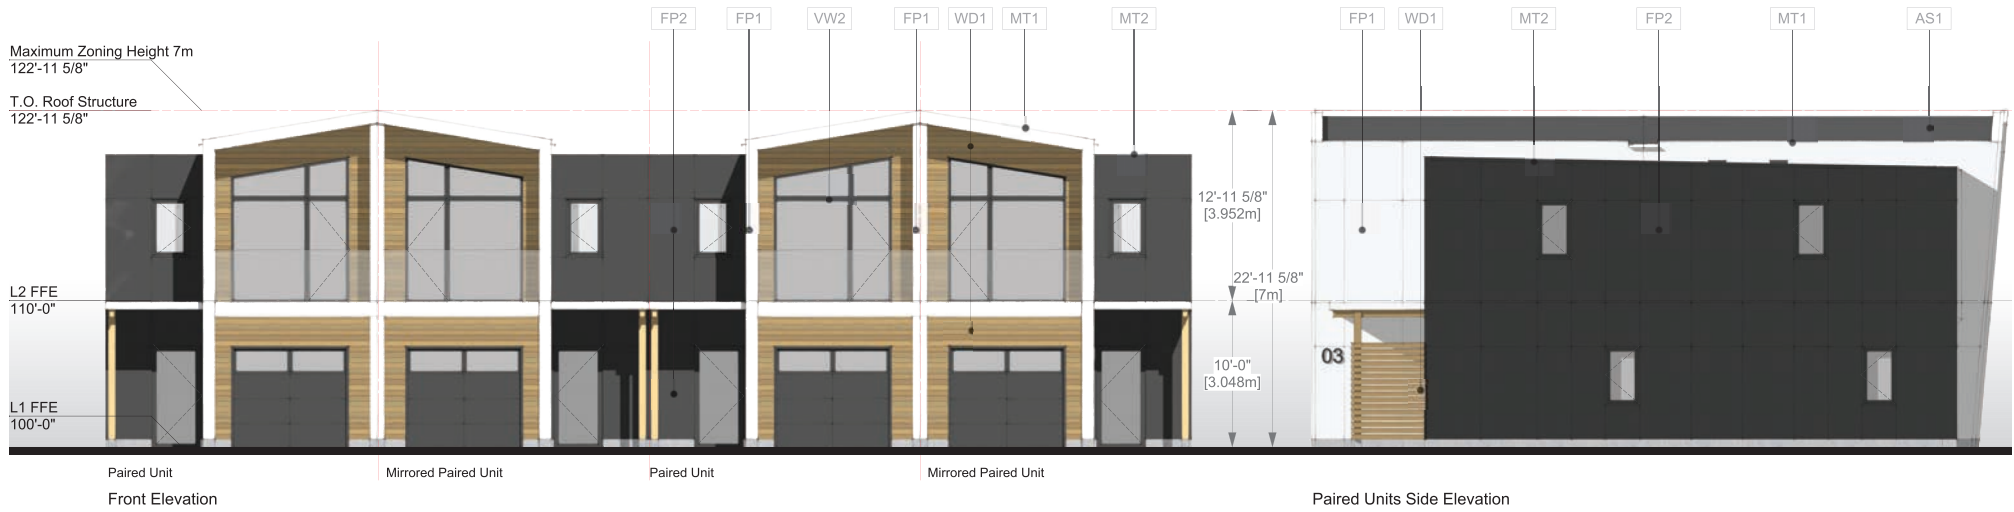 FP2 FP1 VW2 FP1 WD1 MT1 MT2 FP1 WD1 MT2 FP2 MT1 AS1
Maximum Zoning Height 7m
122'-11 5/8"
T.O. Roof Structure
122'-11 5/8"
12'-11 5/8"
[3.952m]
22'-11 5/8"
[7m]
L2 FFE
110'-0"
10'-0"
[3.048m]
03
L1 FFE
100'-0"
Paired Unit Mirrored Paired Unit Paired Unit Mirrored Paired Unit
Front Elevation Paired Units Side Elevation